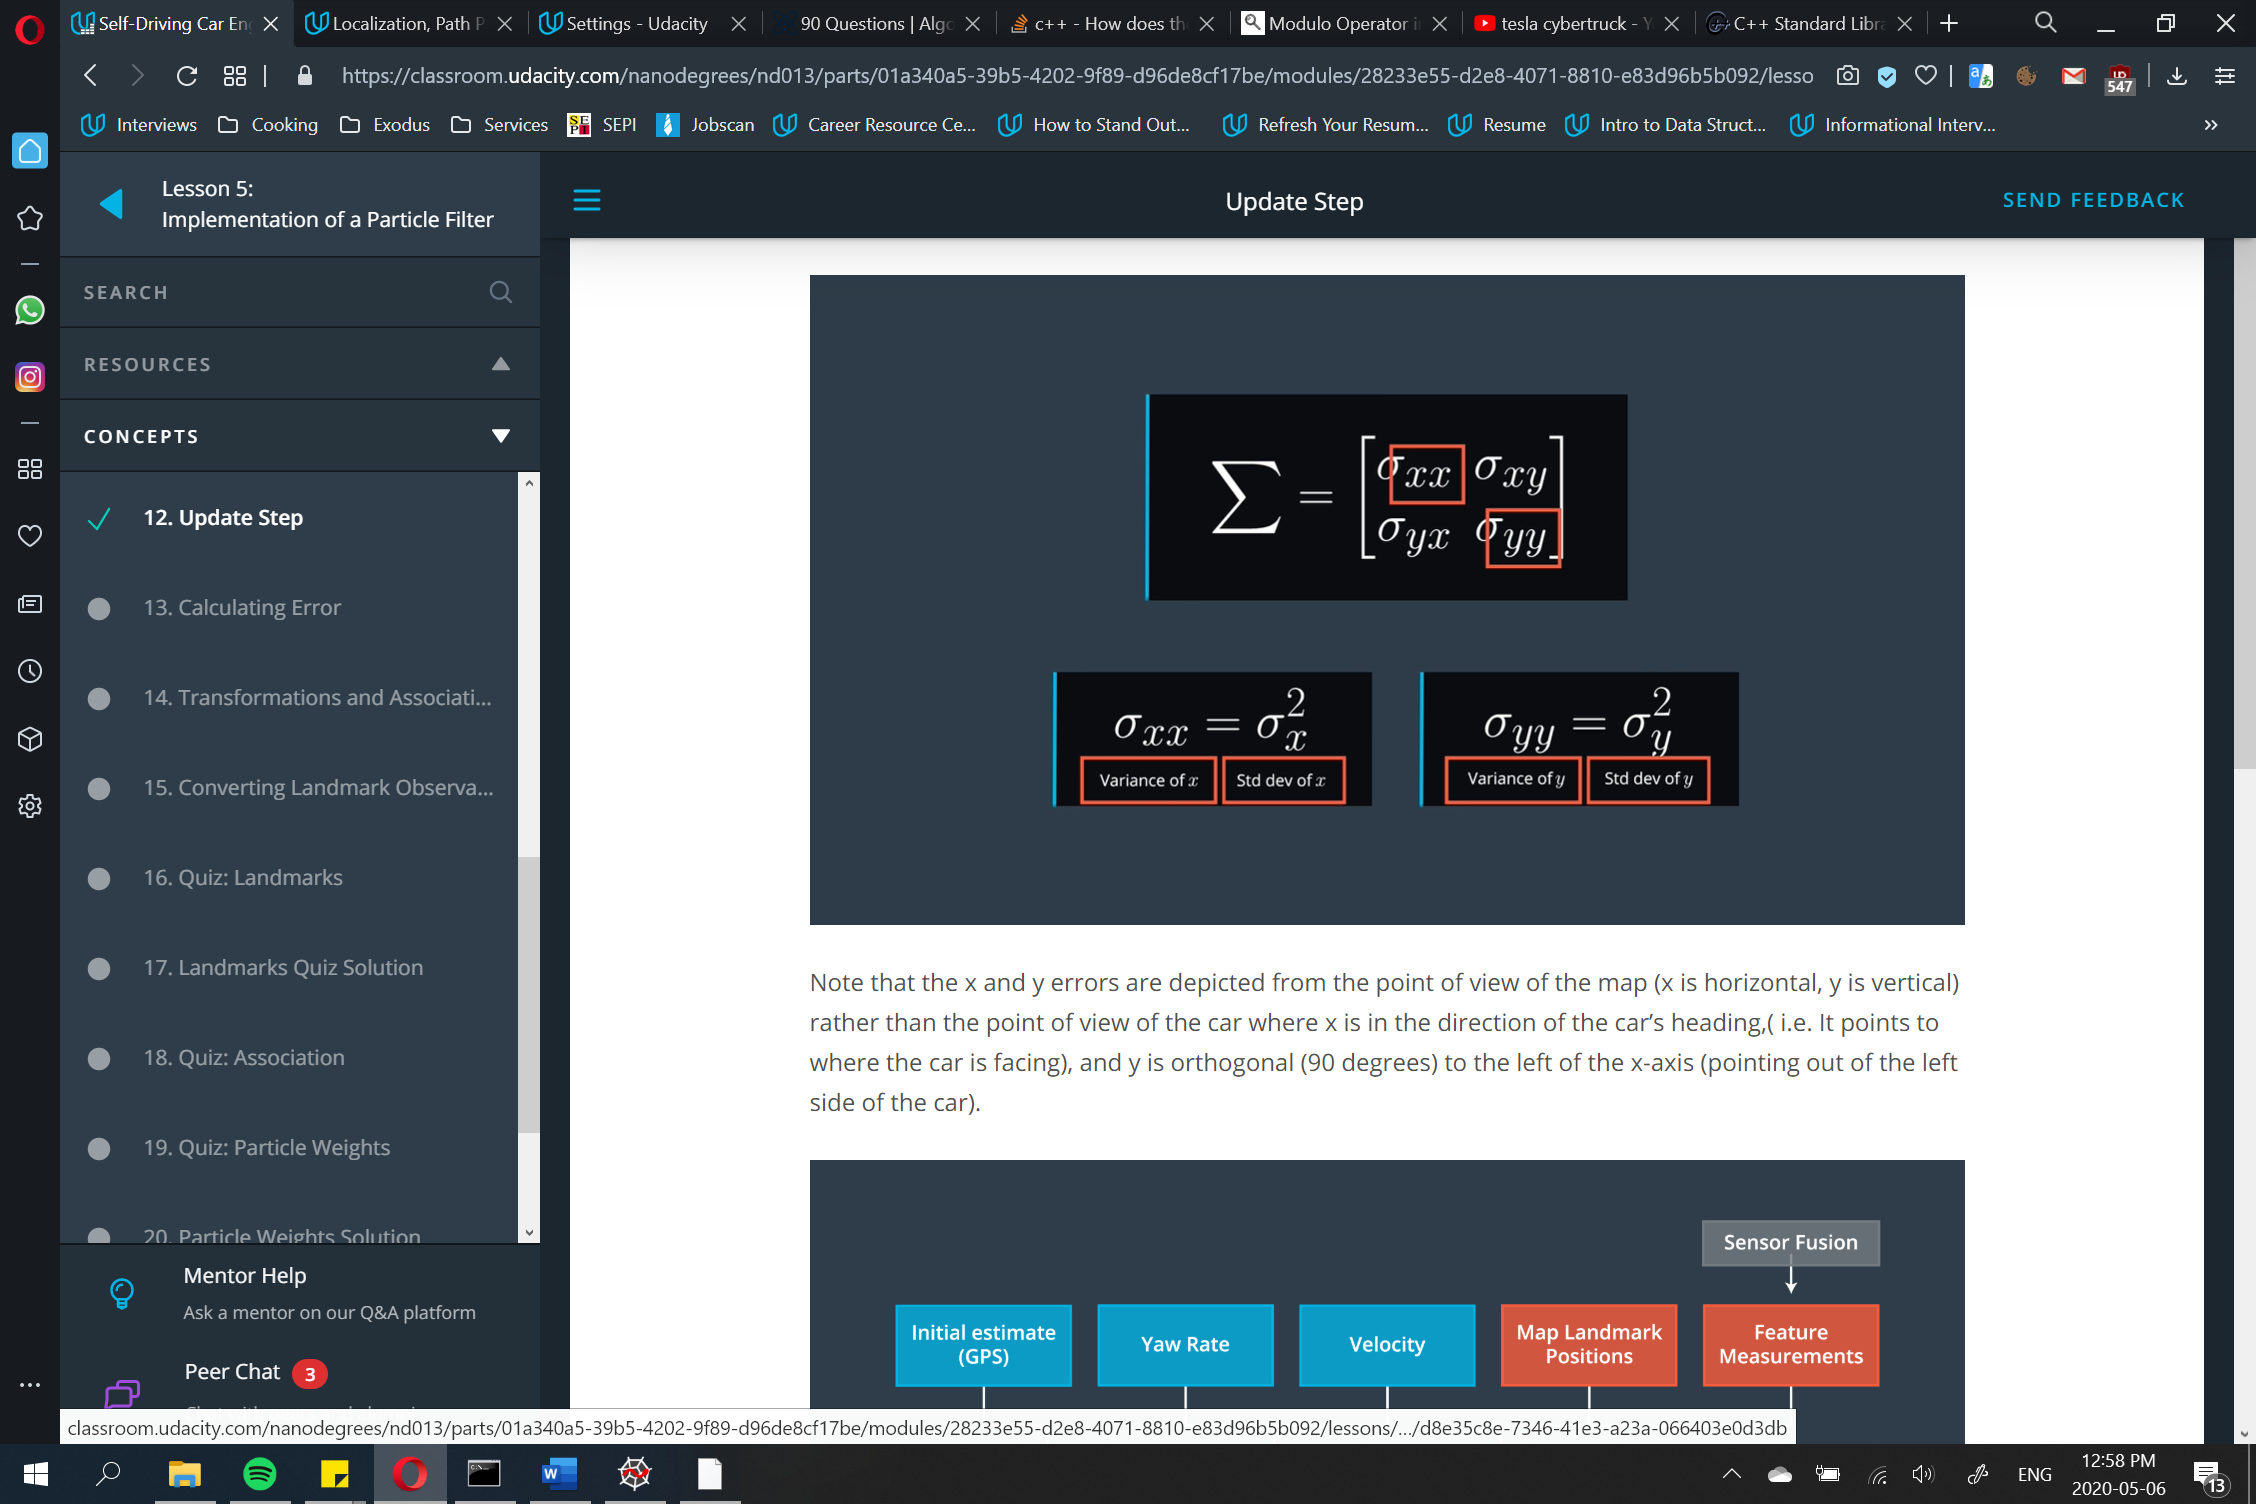 Self-Driving Car En
Localization, Path P
Settings - Udacity
90 Questions | Algo
c++ - How does th
Modulo Operator i
tesla cybertruck - Y
C++ Standard Libra
https://classroom.udacity.com/nanodegrees/nd013/parts/01a340a5-39b5-4202-9f89-d96de8cf17be/modules/28233e55-d2e8-4071-8810-e83d96b5b092/lesso
547
Interviews
Cooking
Exodus
Services
SEPI
Jobscan
Career Resource Ce...
How to Stand Out...
Refresh Your Resum...
Resume
Intro to Data Struct...
Informational Interv...
»
Lesson 5:
Implementation of a Particle Filter
Update Step
SEND FEEDBACK
SEARCH
RESOURCES
CONCEPTS
12. Update Step
13. Calculating Error
14. Transformations and Associati...
15. Converting Landmark Observa...
16. Quiz: Landmarks
17. Landmarks Quiz Solution
18. Quiz: Association
19. Quiz: Particle Weights
20. Particle Weights Solution
Mentor Help
Ask a mentor on our Q&A platform
Peer Chat 3
∑ = [σxx σxy
σyx σyy]
σxx = σx²
Variance of x Std dev of x
σyy = σy²
Variance of y Std dev of y
Note that the x and y errors are depicted from the point of view of the map (x is horizontal, y is vertical)
rather than the point of view of the car where x is in the direction of the car’s heading,( i.e. It points to
where the car is facing), and y is orthogonal (90 degrees) to the left of the x-axis (pointing out of the left
side of the car).
Sensor Fusion
Initial estimate
(GPS)
Yaw Rate
Velocity
Map Landmark
Positions
Feature
Measurements
classroom.udacity.com/nanodegrees/nd013/parts/01a340a5-39b5-4202-9f89-d96de8cf17be/modules/28233e55-d2e8-4071-8810-e83d96b5b092/lessons/.../d8e35c8e-7346-41e3-a23a-066403e0d3db
ENG
12:58 PM
2020-05-06
13